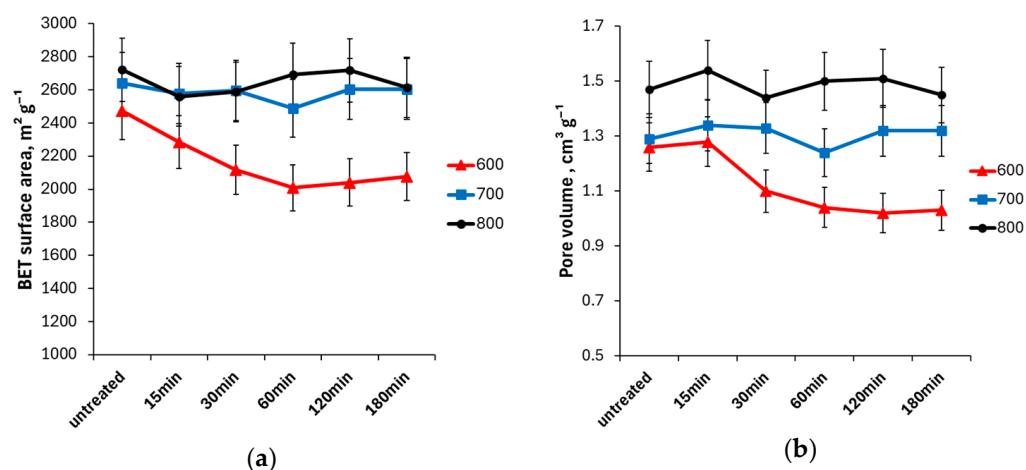 3000
2800
2600
2400
2200
2000
1800
1600
1400
1200
1000
BET surface area, m² g⁻¹
untreated
15min
30min
60min
120min
180min
600
700
800
(a)
1.7
1.5
1.3
1.1
0.9
0.7
0.5
Pore volume , cm³ g⁻¹
untreated
15min
30min
60min
120min
180min
600
700
800
(b)